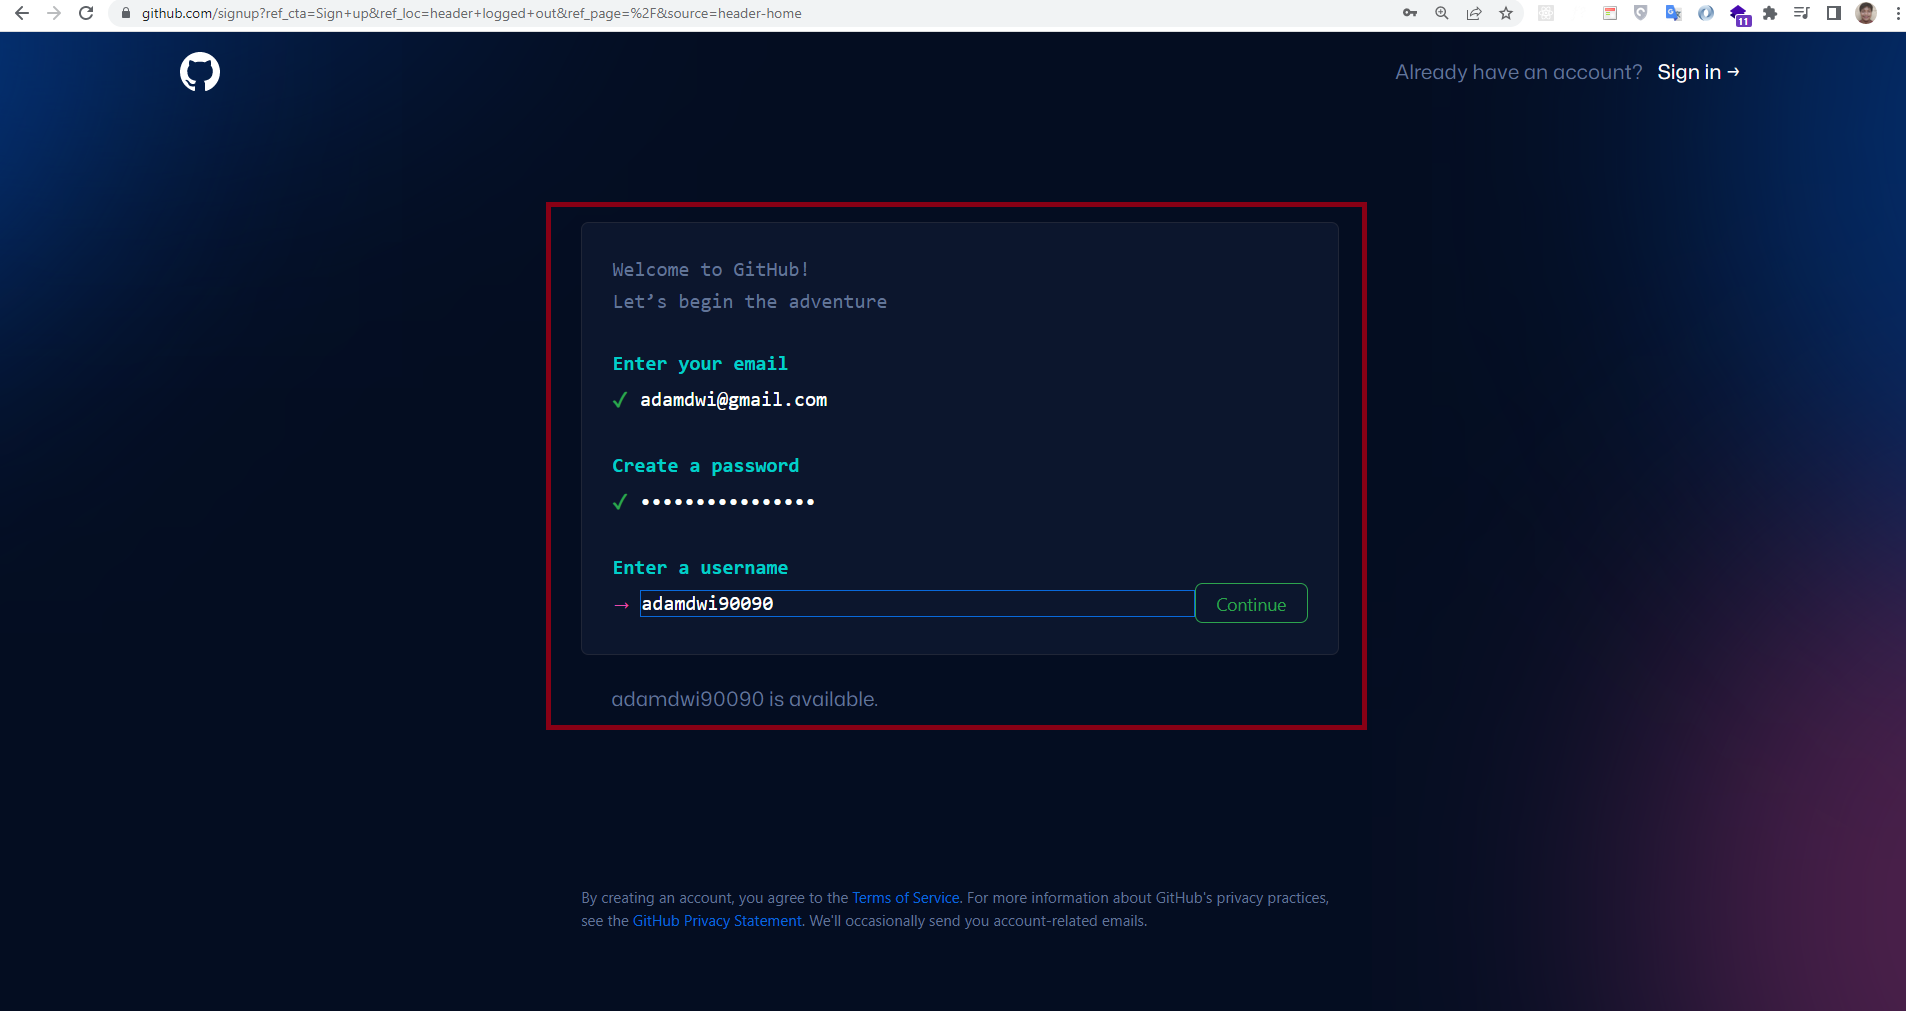 github.com/signup?ref_cta=Sign+up&ref_loc=header+logged+out&ref_page=%2F&source=header-home
11
Already have an account? Sign in →
Welcome to GitHub!
Let’s begin the adventure
Enter your email
✓ adamdwi@gmail.com
Create a password
✓ ••••••••••••••••
Enter a username
→ adamdwi90090
Continue
adamdwi90090 is available.
By creating an account, you agree to the Terms of Service. For more information about GitHub's privacy practices,
see the GitHub Privacy Statement. We'll occasionally send you account-related emails.